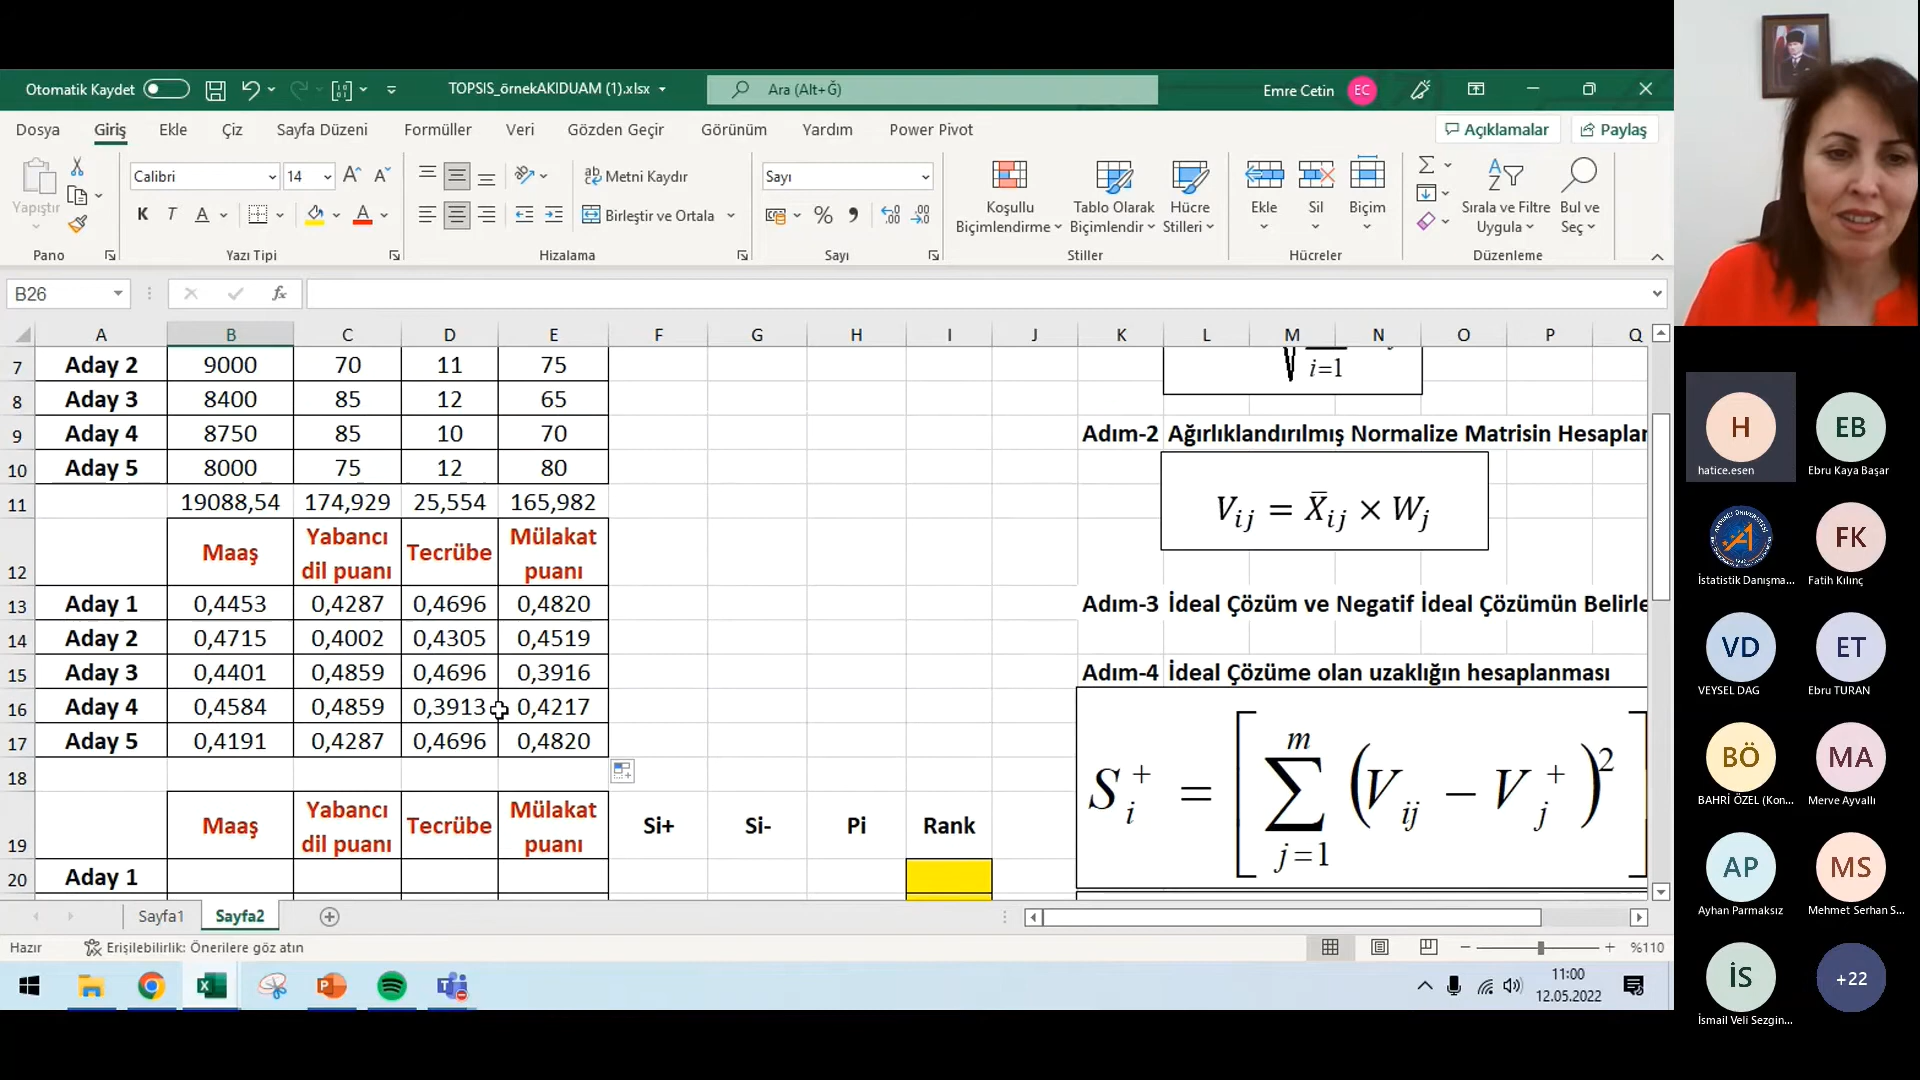 Otomatik Kaydet
TOPSIS_örnekAKIDUAM (1).xlsx
Ara (Alt+Ğ)
Emre Cetin EC
Dosya Giriş Ekle Çiz Sayfa Düzeni Formüller Veri Gözden Geçir Görünüm Yardım Power Pivot Açıklamalar Paylaş
Yapıştır
Calibri 14
K T A
Metni Kaydır
Birleştir ve Ortala
Sayı
Koşullu Biçimlendirme
Tablo Olarak Biçimlendir
Hücre Stilleri
Ekle Sil Biçim
Sırala ve Filtre Uygula
Bul ve Seç
Pano Yazı Tipi Hizalama Sayı Stiller Hücreler Düzenleme
B26 fx
A B C D E F G H I J K L M N O P Q
7 Aday 2 9000 70 11 75
8 Aday 3 8400 85 12 65
9 Aday 4 8750 85 10 70
10 Aday 5 8000 75 12 80
11 19088,54 174,929 25,554 165,982
12 Maaş Yabancı dil puanı Tecrübe Mülakat puanı
13 Aday 1 0,4453 0,4287 0,4696 0,4820
14 Aday 2 0,4715 0,4002 0,4305 0,4519
15 Aday 3 0,4401 0,4859 0,4696 0,3916
16 Aday 4 0,4584 0,4859 0,3913 0,4217
17 Aday 5 0,4191 0,4287 0,4696 0,4820
18
19 Maaş Yabancı dil puanı Tecrübe Mülakat puanı Si+ Si- Pi Rank
20 Aday 1
i=1
Adım-2 Ağırlıklandırılmış Normalize Matrisin Hesaplar
V_ij = X̄_ij × W_j
Adım-3 İdeal Çözüm ve Negatif İdeal Çözümün Belirle
Adım-4 İdeal Çözüme olan uzaklığın hesaplanması
S_i^+ = [ ∑_{j=1}^{m} (V_ij − V_j^+)^2 ]
Sayfa1 Sayfa2
Hazır Erişilebilirlik: Önerilere göz atın %110
11:00
12.05.2022
H
hatice.esen
EB
Ebru Kaya Başar
İstatistik Danışma...
FK
Fatih Kılınç
VD
VEYSEL DAG
ET
Ebru TURAN
BÖ
BAHRİ ÖZEL (Kon...
MA
Merve Ayvallı
AP
Ayhan Parmaksız
MS
Mehmet Serhan S...
İS
İsmail Veli Sezgin...
+22